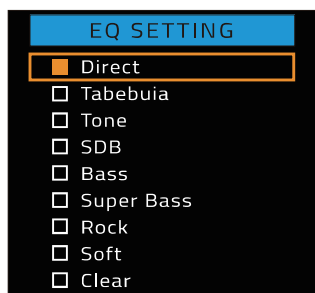 EQ SETTING
Direct
Tabebuia
Tone
SDB
Bass
Super Bass
Rock
Soft
Clear